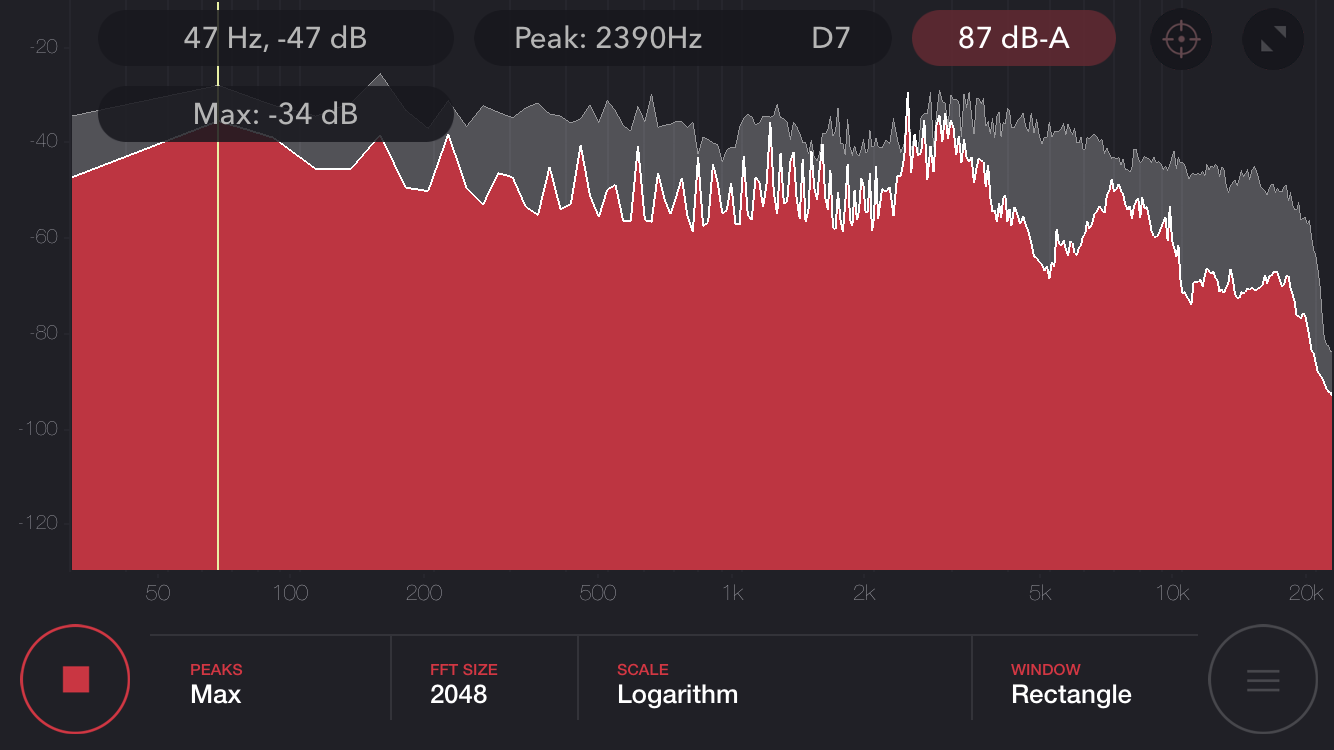 47 Hz, -47 dB
Peak: 2390Hz D7
87 dB-A
Max: -34 dB
-20
-40
-60
-80
-100
-120
50 100 200 500 1k 2k 5k 10k 20k
PEAKS
Max
FFT SIZE
2048
SCALE
Logarithm
WINDOW
Rectangle